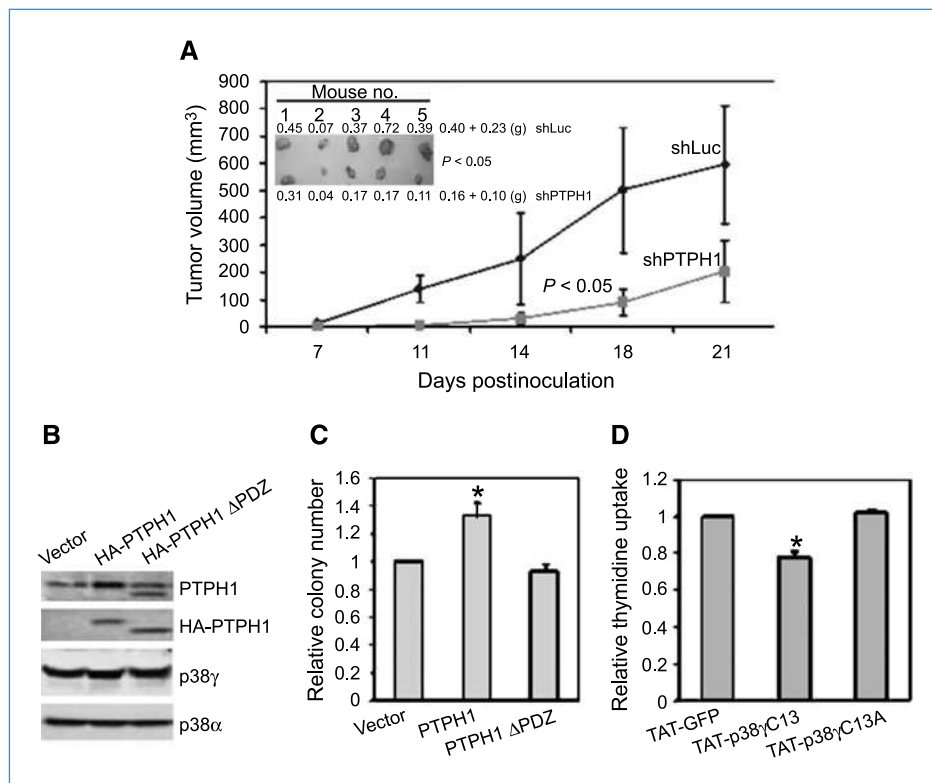 A
Tumor volume (mm³)
900
800
700
600
500
400
300
200
100
0
Mouse no.
1 2 3 4 5
0.45 0.07 0.37 0.72 0.39 0.40 + 0.23 (g) shLuc
P < 0.05
0.31 0.04 0.17 0.17 0.11 0.16 + 0.10 (g) shPTPH1
shLuc
shPTPH1
P < 0.05
7 11 14 18 21
Days postinoculation
B
Vector
HA-PTPH1
HA-PTPH1 ΔPDZ
PTPH1
HA-PTPH1
p38γ
p38α
C
Relative colony number
1.6
1.4
1.2
1
0.8
0.6
0.4
0.2
0
*
Vector
PTPH1
PTPH1 ΔPDZ
D
Relative thymidine uptake
1.2
1
0.8
0.6
0.4
0.2
0
*
TAT-GFP
TAT-p38γC13
TAT-p38γC13A